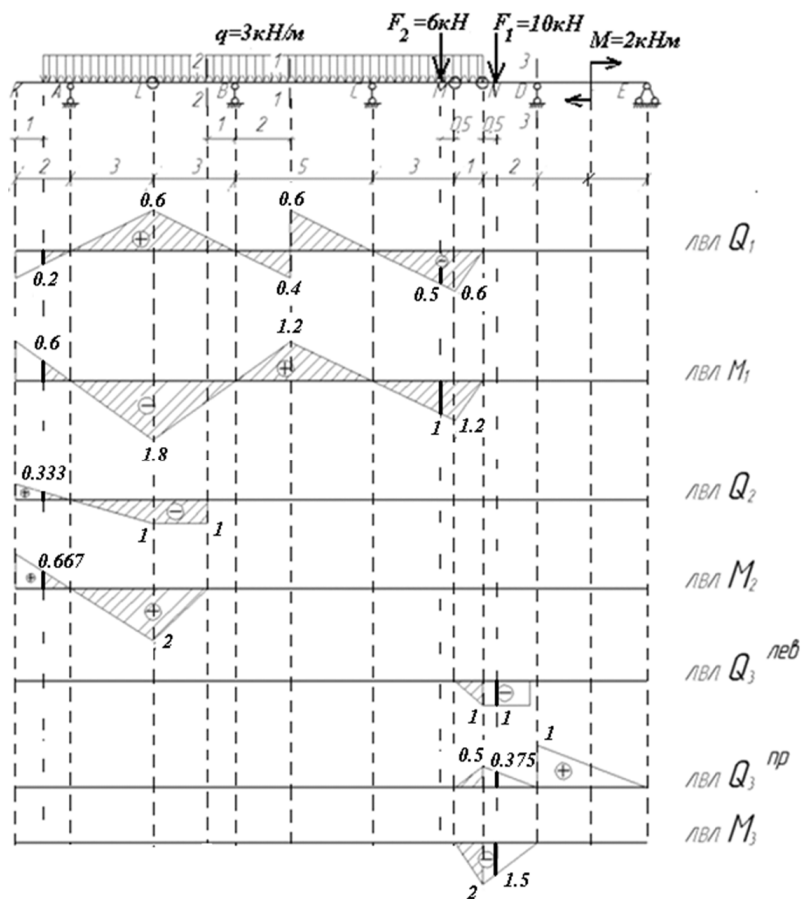 q=3кН/м
F₂=6кН
F₁=10кН
M=2кНм
2 1 3
K A L B C M N D E
2 1 3
1 1 2 0.5 0.5
2 3 3 5 3 1 2
0.6 0.6
ЛВЛ Q₁
0.2 0.4 0.5 0.6
0.6 1.2
ЛВЛ M₁
1.8 1 1.2
0.333
ЛВЛ Q₂
1 1
0.667
ЛВЛ M₂
2
ЛВЛ Q₃ лев
1 1
0.5 0.375 1
ЛВЛ Q₃ пр
ЛВЛ M₃
2 1.5